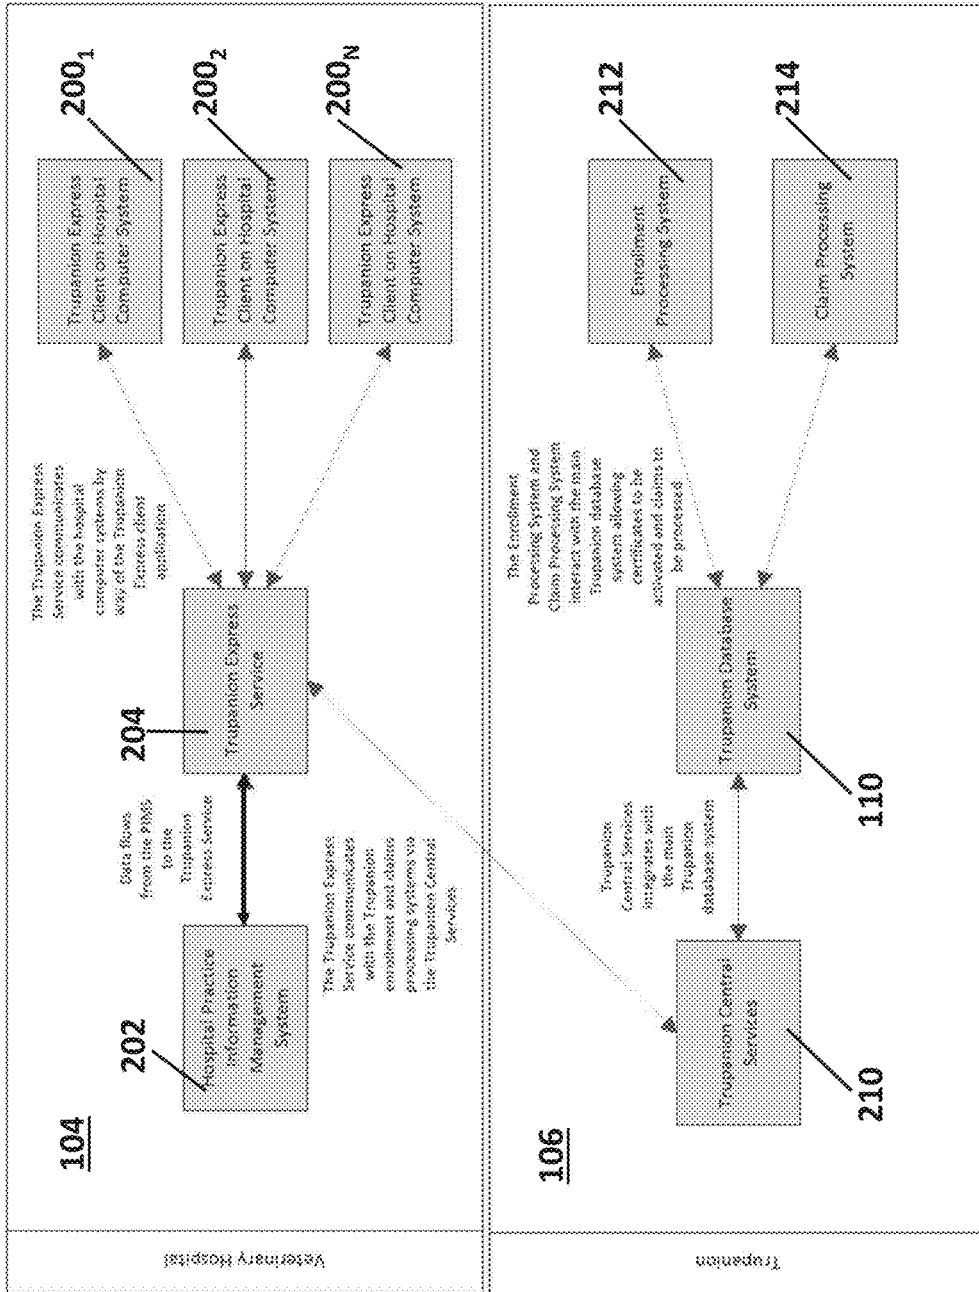 Veterinary Hospital
104
202
Hospital Practice
Information
Management
System
Data flows
from the PIMS
to the
Trupanion
Express Service
204
Trupanion Express
Service
The Trupanion Express
Service communicates
with the hospital
computer systems by
way of the Trupanion
Express client
application
Trupanion Express
Client on Hospital
Computer System
200₁
Trupanion Express
Client on Hospital
Computer System
200₂
Trupanion Express
Client on Hospital
Computer System
200N
The Trupanion Express
Service communicates
with the Trupanion
enrollment and claims
processing systems via
the Trupanion Central
Services
Trupanion
106
Trupanion Central
Services
210
Trupanion
Central Services
integrates with
the main
Trupanion
database system
Trupanion Database
System
110
The Enrollment
Processing System and
Claim Processing System
interact with the main
Trupanion database
system allowing
certificates to be
activated and claims to
be processed
Enrollment
Processing System
212
Claim Processing
System
214